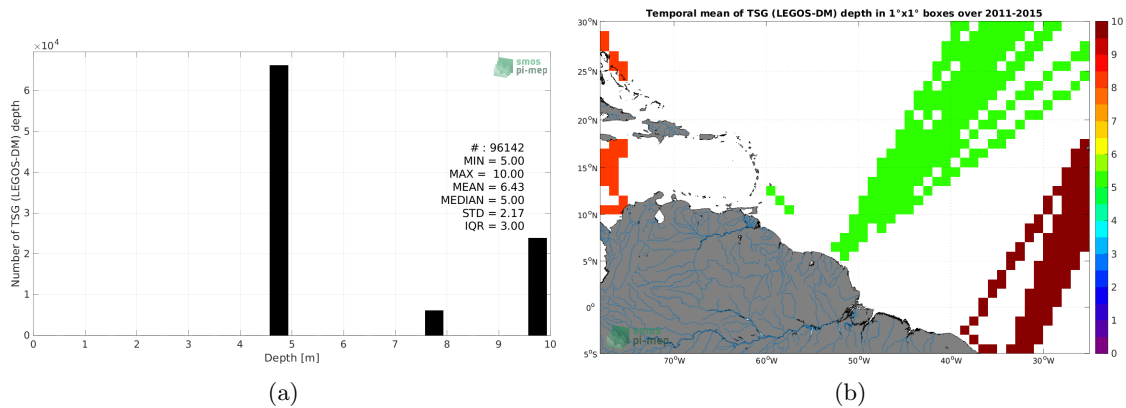 ×10⁴
6
5
4
3
2
1
0
Number of TSG (LEGOS-DM) depth
smos
pi-mep
# : 96142
MIN = 5.00
MAX = 10.00
MEAN = 6.43
MEDIAN = 5.00
STD = 2.17
IQR = 3.00
0 1 2 3 4 5 6 7 8 9 10
Depth [m]
(a)
Temporal mean of TSG (LEGOS-DM) depth in 1°x1° boxes over 2011-2015
30°N
25°N
20°N
15°N
10°N
5°N
0°
5°S
70°W 60°W 50°W 40°W 30°W
smos
pi-mep
10
9
8
7
6
5
4
3
2
1
0
(b)